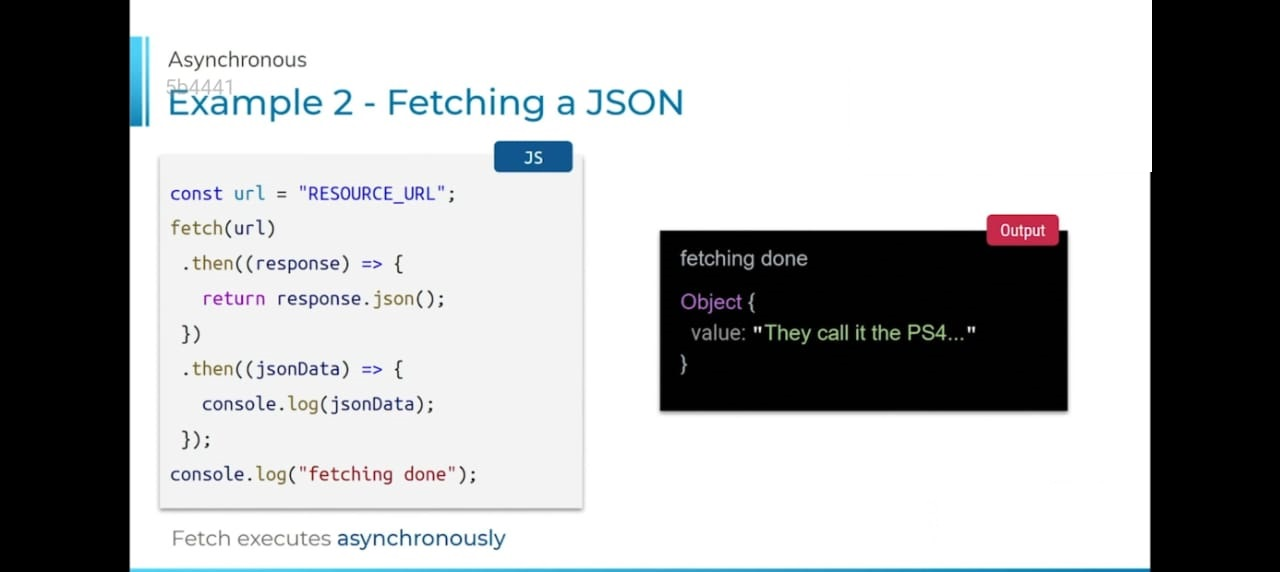 Asynchronous
5b4441
Example 2 - Fetching a JSON
JS
const url = "RESOURCE_URL";
fetch(url)
.then((response) => {
return response.json();
})
.then((jsonData) => {
console.log(jsonData);
});
console.log("fetching done");
Output
fetching done
Object {
value: "They call it the PS4..."
}
Fetch executes asynchronously